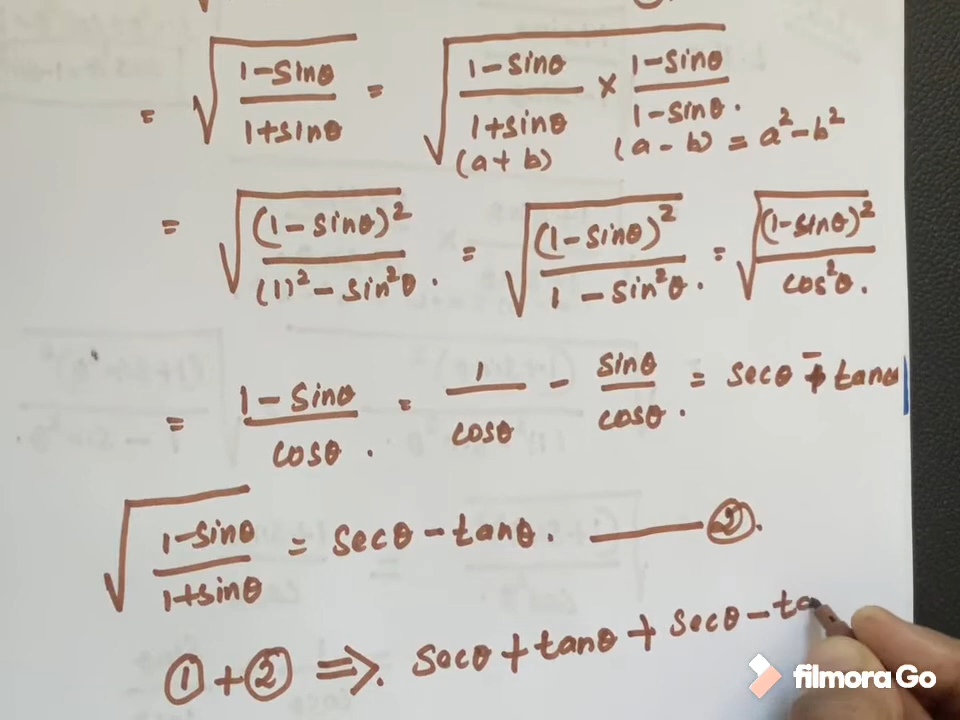 = √(1-sinθ/1+sinθ) = √(1-sinθ/1+sinθ × 1-sinθ/1-sinθ.)
(a+b) (a-b) = a²-b²
= √((1-sinθ)²/(1)²-sin²θ.) = √((1-sinθ)²/1-sin²θ.) = √((1-sinθ)²/cos²θ.)
= 1-sinθ/cosθ. = 1/cosθ - sinθ/cosθ. = secθ - tanθ
√(1-sinθ/1+sinθ) = secθ-tanθ. —— ②.
①+② ⇒. secθ+tanθ+secθ-ta
filmora Go